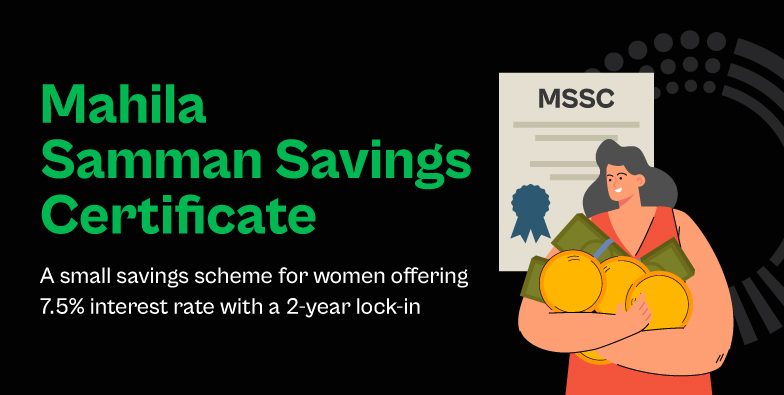 Mahila
Samman Savings
Certificate
A small savings scheme for women offering
7.5% interest rate with a 2-year lock-in
MSSC